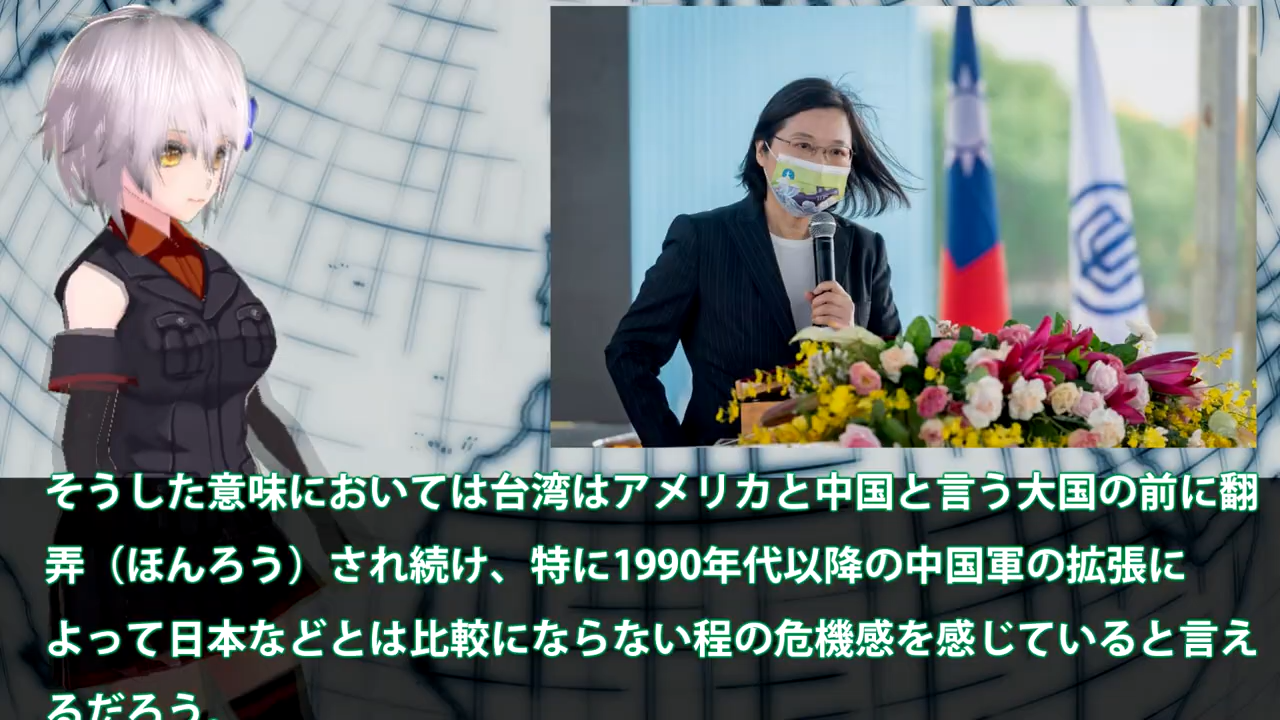 そうした意味においては台湾はアメリカと中国と言う大国の前に翻
弄（ほんろう）され続け、特に1990年代以降の中国軍の拡張に
よって日本などとは比較にならない程の危機感を感じていると言え
るだろう。